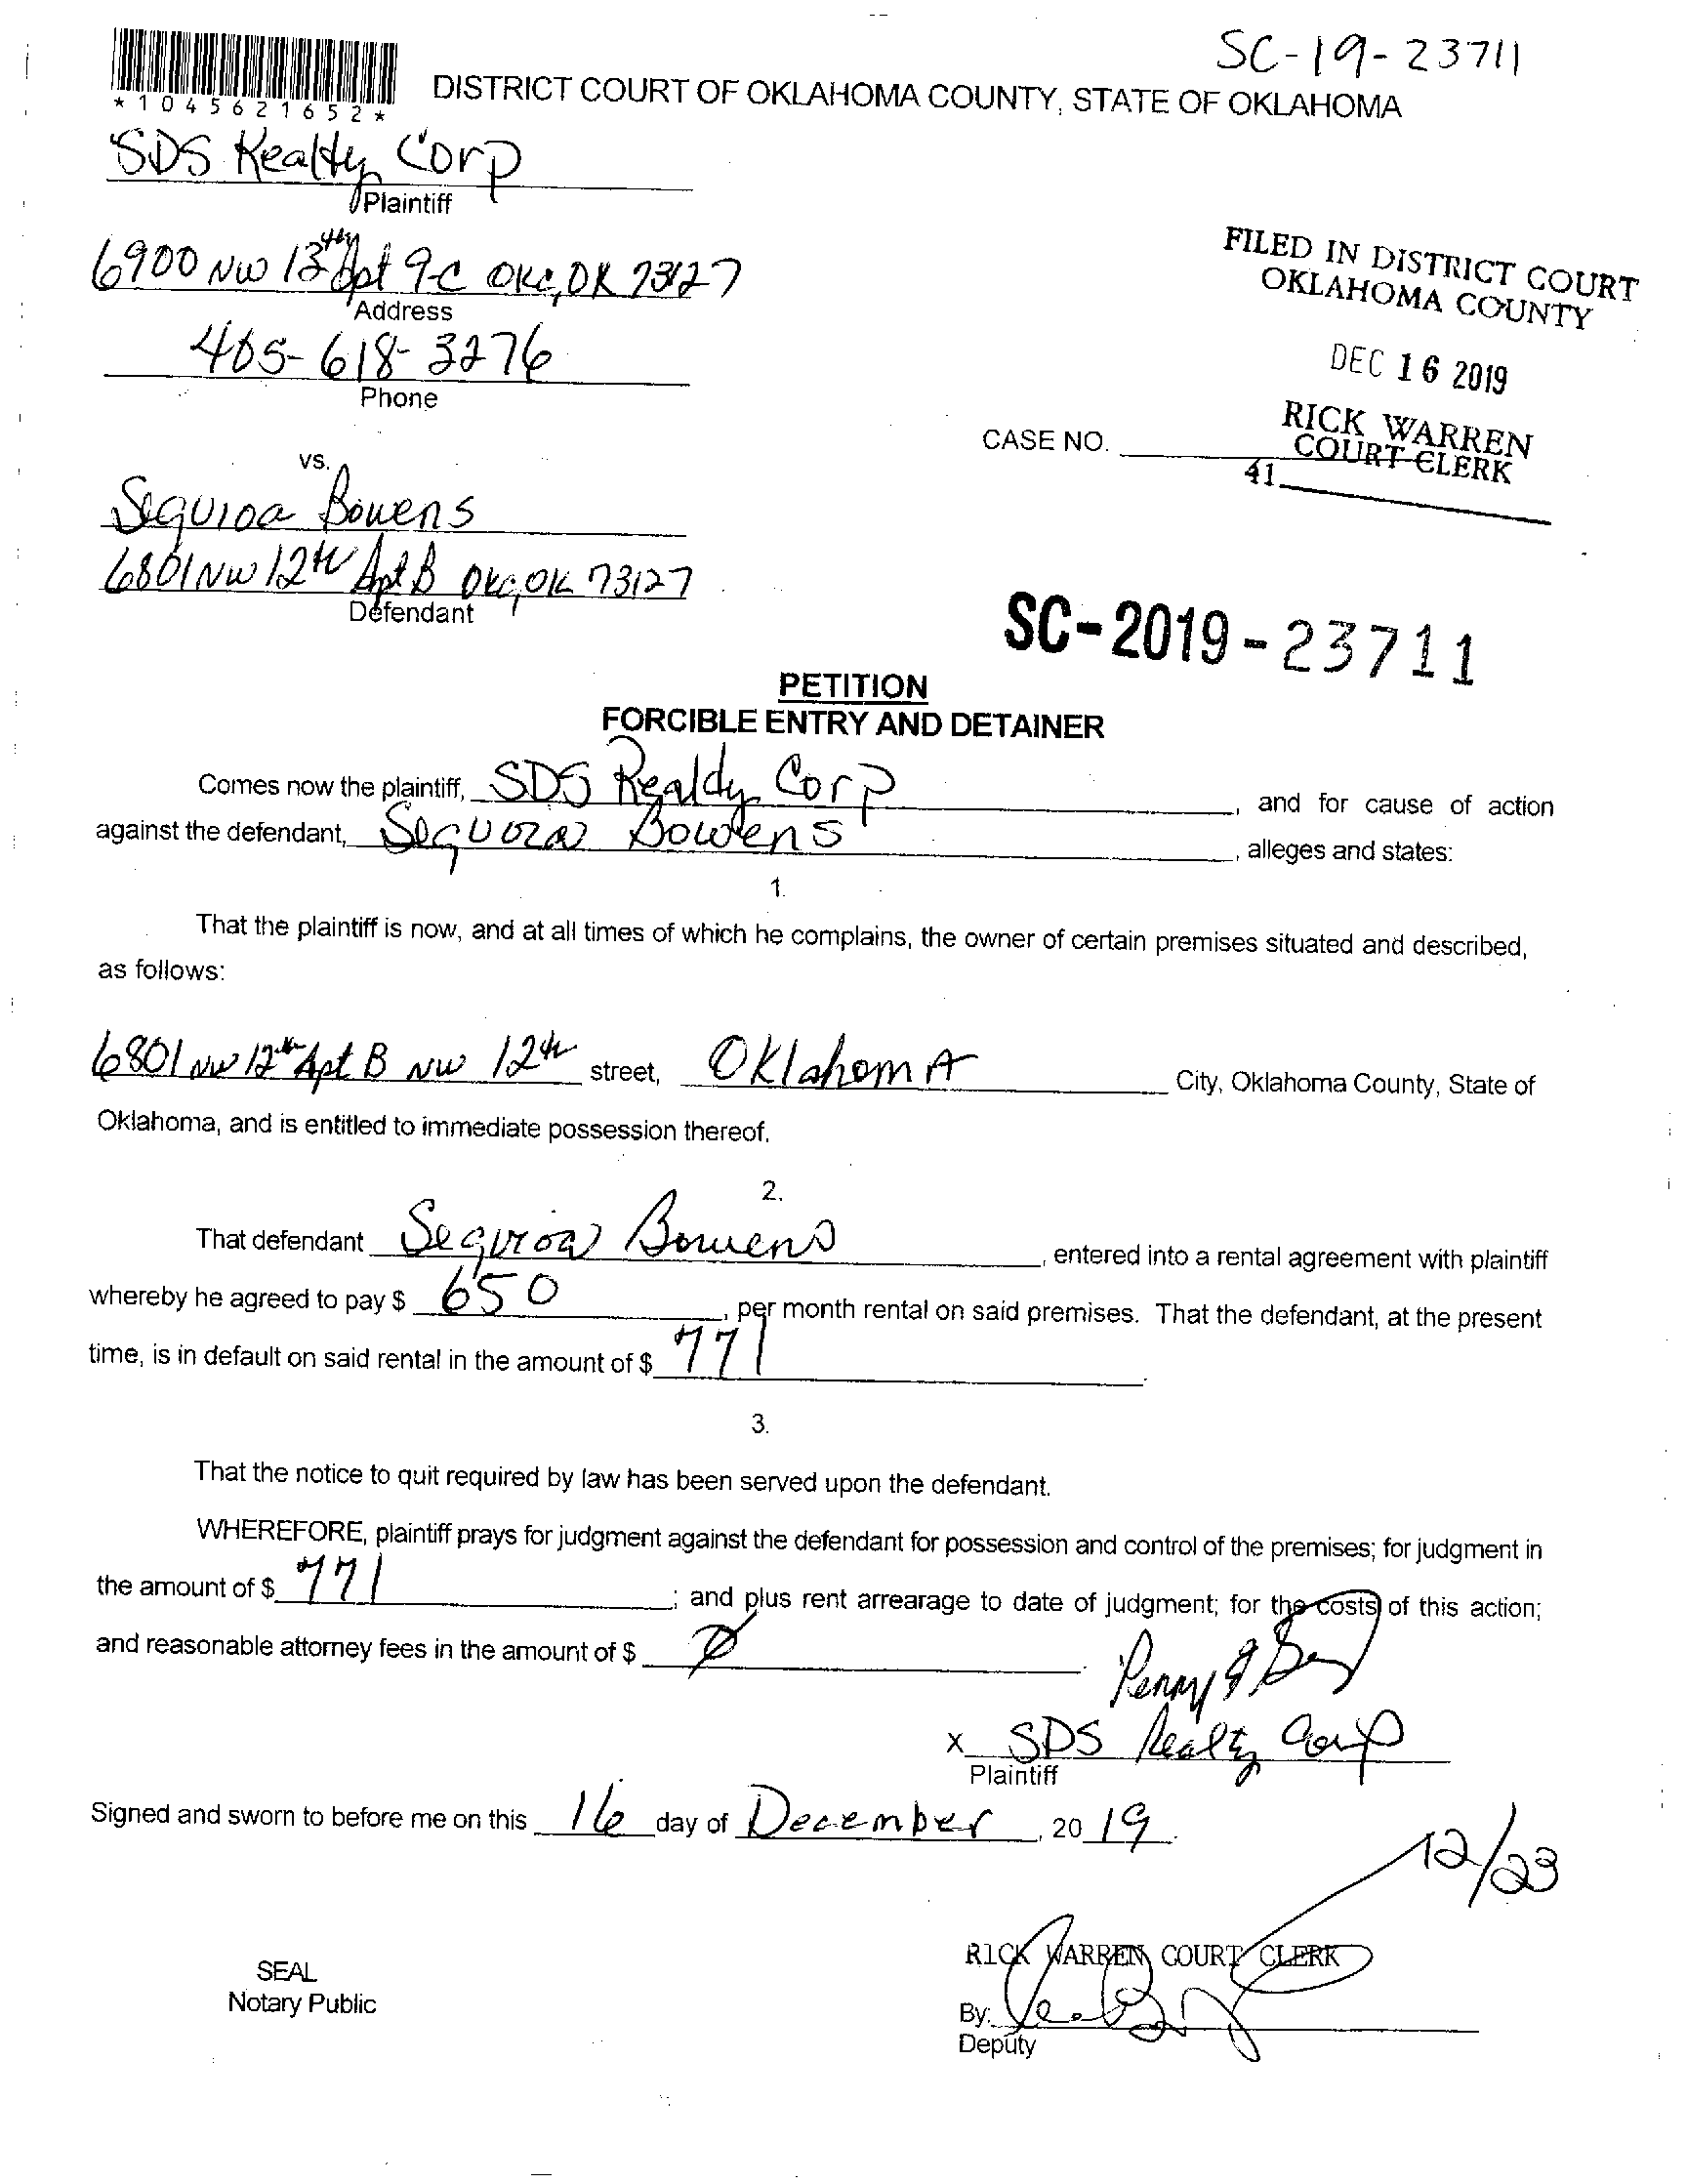 SC-19-23711
*1045621652*
DISTRICT COURT OF OKLAHOMA COUNTY, STATE OF OKLAHOMA
SDS Realty Corp
Plaintiff
6900 NW 13th Apt 9-C OKC, OK 73127
Address
405-618-3276
Phone
FILED IN DISTRICT COURT
OKLAHOMA COUNTY
DEC 16 2019
RICK WARREN
COURT CLERK
41
CASE NO.
vs.
Sequioa Bowens
6801 NW 12th Apt B OKC, OK 73127
Defendant
SC-2019-23711
PETITION
FORCIBLE ENTRY AND DETAINER
Comes now the plaintiff, SDS Realty Corp, and for cause of action
against the defendant, Sequioa Bowens, alleges and states:
1.
That the plaintiff is now, and at all times of which he complains, the owner of certain premises situated and described,
as follows:
6801 NW 12th Apt B NW 12th street, OklahomA City, Oklahoma County, State of
Oklahoma, and is entitled to immediate possession thereof.
2.
That defendant Sequioa Bowens, entered into a rental agreement with plaintiff
whereby he agreed to pay $ 650, per month rental on said premises. That the defendant, at the present
time, is in default on said rental in the amount of $ 771.
3.
That the notice to quit required by law has been served upon the defendant.
WHEREFORE, plaintiff prays for judgment against the defendant for possession and control of the premises; for judgment in
the amount of $ 771; and plus rent arrearage to date of judgment; for the costs of this action;
and reasonable attorney fees in the amount of $ .
Penny
x SDS Realty Corp
Plaintiff
Signed and sworn to before me on this 16 day of December, 2019.
12/23
RICK WARREN COURT CLERK
SEAL
Notary Public
By:
Deputy